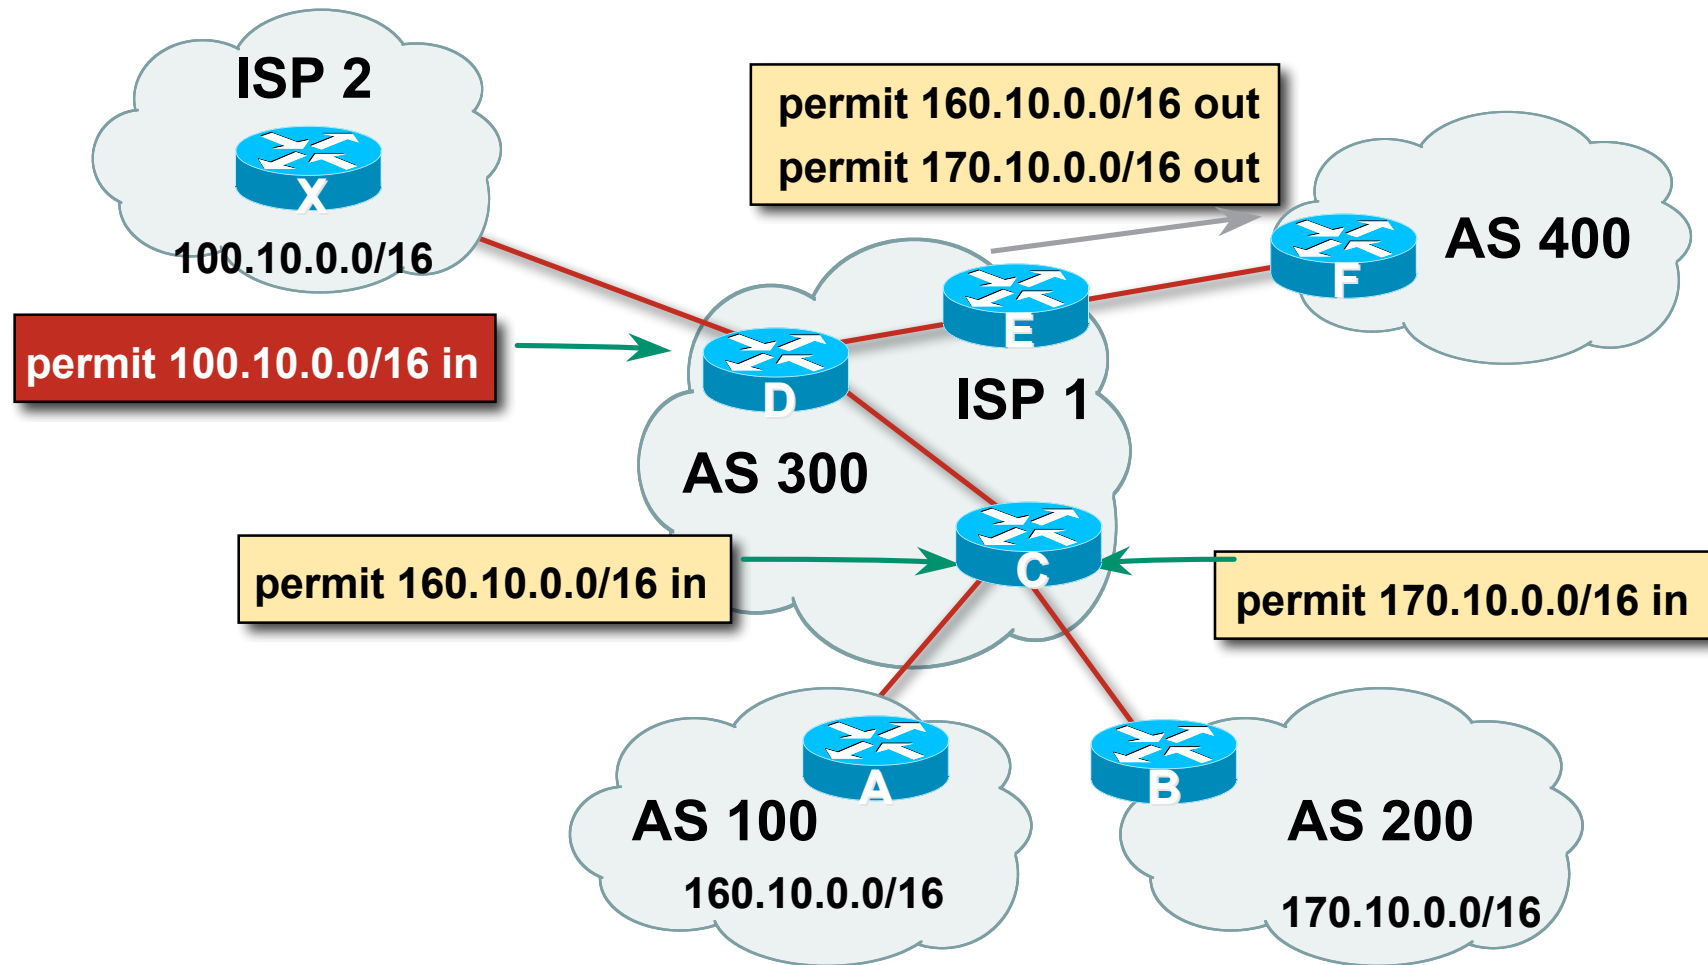 ISP 2
X
100.10.0.0/16
permit 160.10.0.0/16 out
permit 170.10.0.0/16 out
AS 400
F
E
permit 100.10.0.0/16 in
D
ISP 1
AS 300
permit 160.10.0.0/16 in
C
permit 170.10.0.0/16 in
A
B
AS 100
AS 200
160.10.0.0/16
170.10.0.0/16